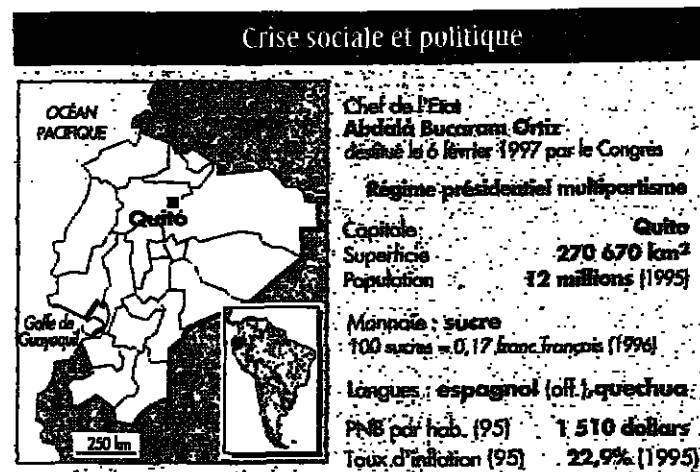 Crise sociale et politique
OCÉAN
PACIFIQUE
Quito
Golfe de
Guayaquil
250 km
Chef de l'Etat
Abdalá Bucaram Ortiz
destitué le 6 février 1997 par le Congrès
Régime présidentiel multipartisme
Capitale Quito
Superficie 270 670 km²
Population 12 millions (1995)
Monnaie : sucre
100 sucres = 0,17 franc français (1996)
Langues : espagnol (off.), quechua
PNB par hab. (95) 1 510 dollars
Taux d'inflation (95) 22,9% (1995)